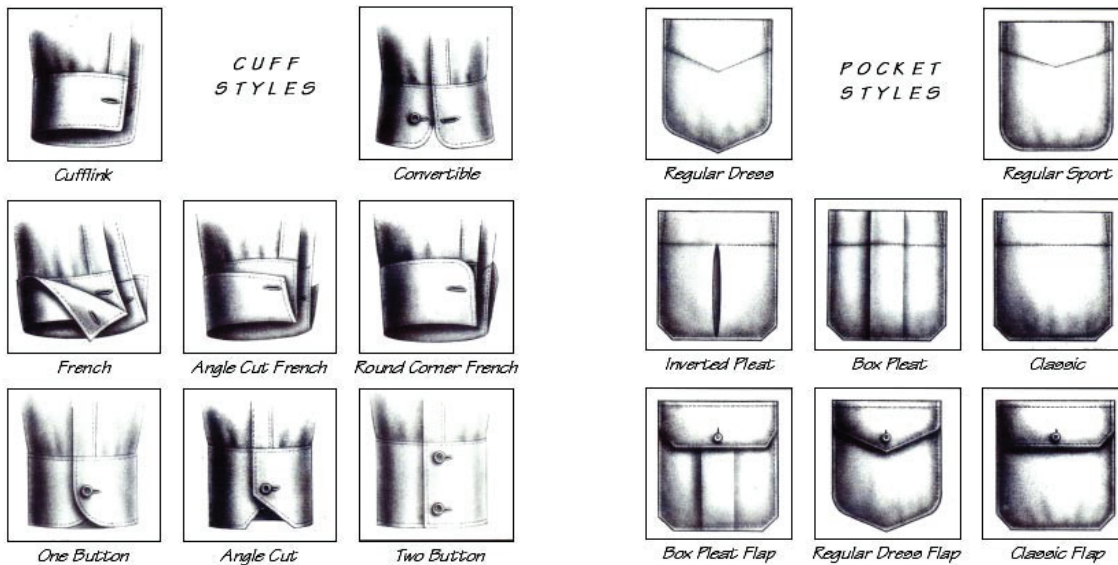 CUFF
STYLES
Cufflink
Convertible
French
Angle Cut French
Round Corner French
One Button
Angle Cut
Two Button
POCKET
STYLES
Regular Dress
Regular Sport
Inverted Pleat
Box Pleat
Classic
Box Pleat Flap
Regular Dress Flap
Classic Flap